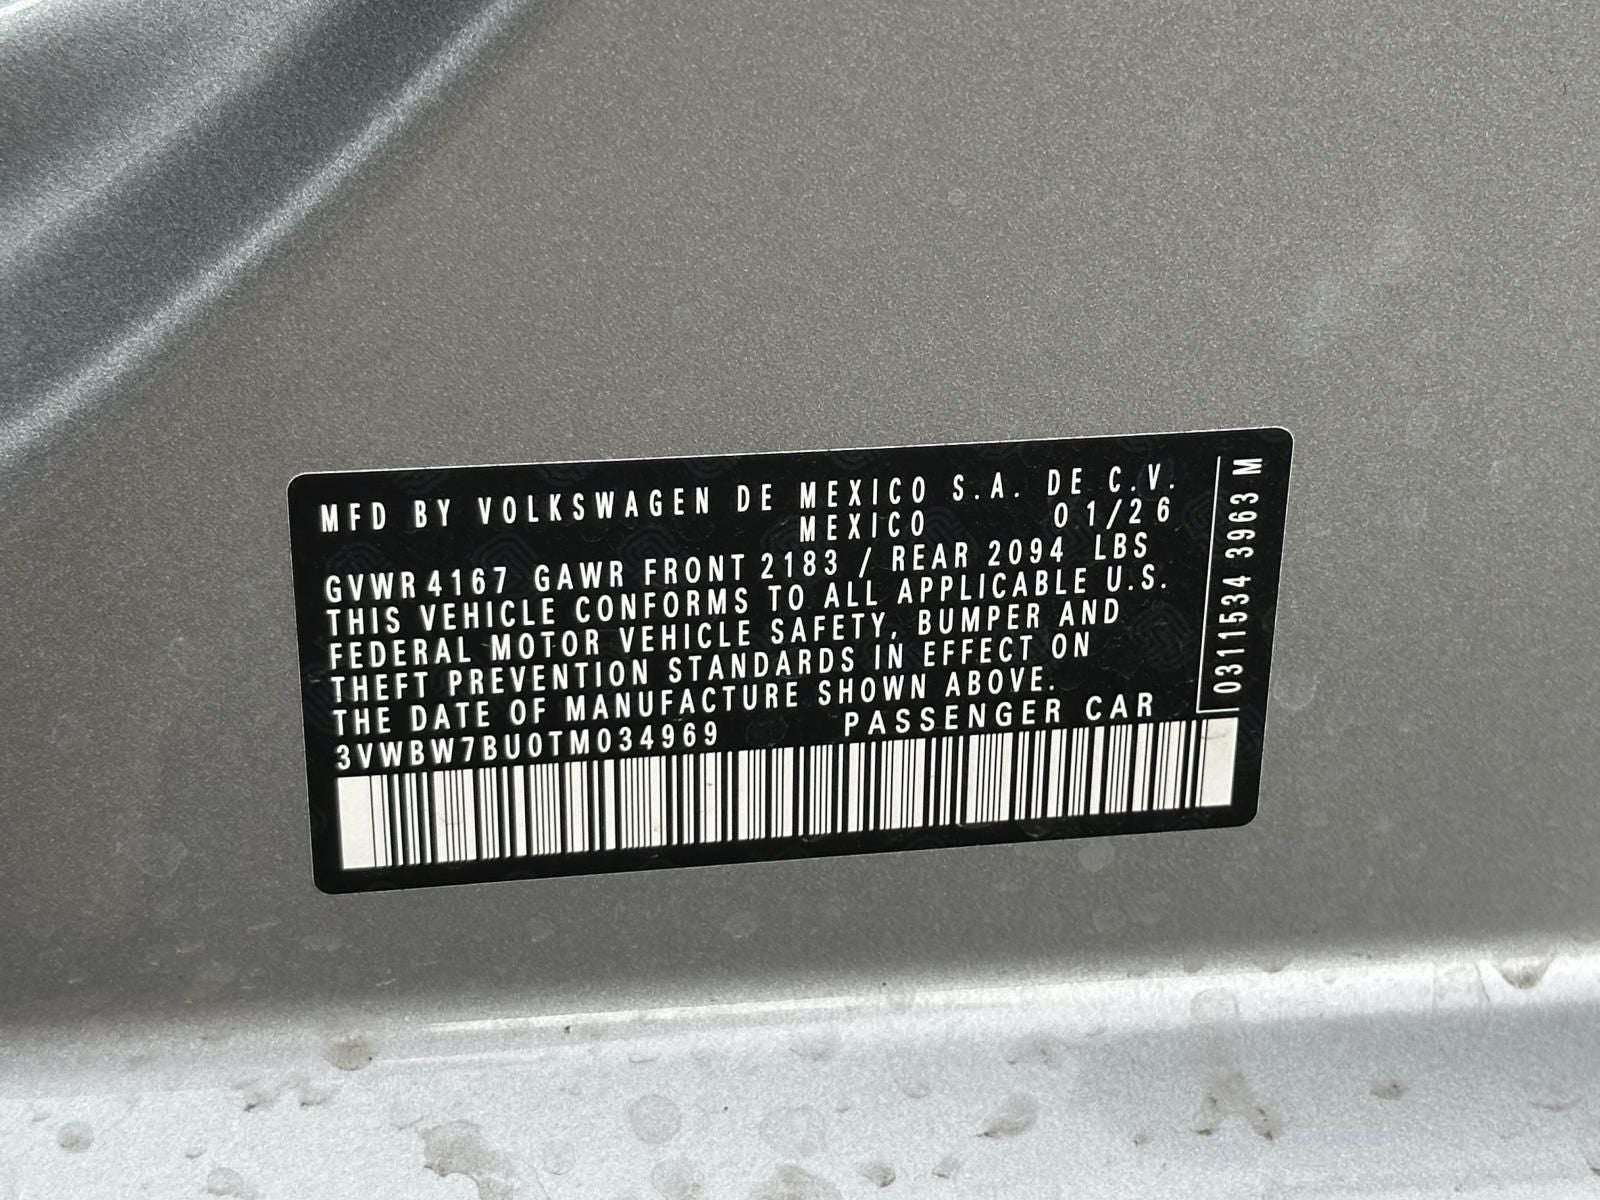 MFD BY VOLKSWAGEN DE MEXICO S.A. DE C.V.
MEXICO 01/26
GVWR 4167 GAWR FRONT 2183 / REAR 2094 LBS
THIS VEHICLE CONFORMS TO ALL APPLICABLE U.S.
FEDERAL MOTOR VEHICLE SAFETY, BUMPER AND
THEFT PREVENTION STANDARDS IN EFFECT ON
THE DATE OF MANUFACTURE SHOWN ABOVE.
3VWBW7BU0TM034969 PASSENGER CAR
0311534 3963 M